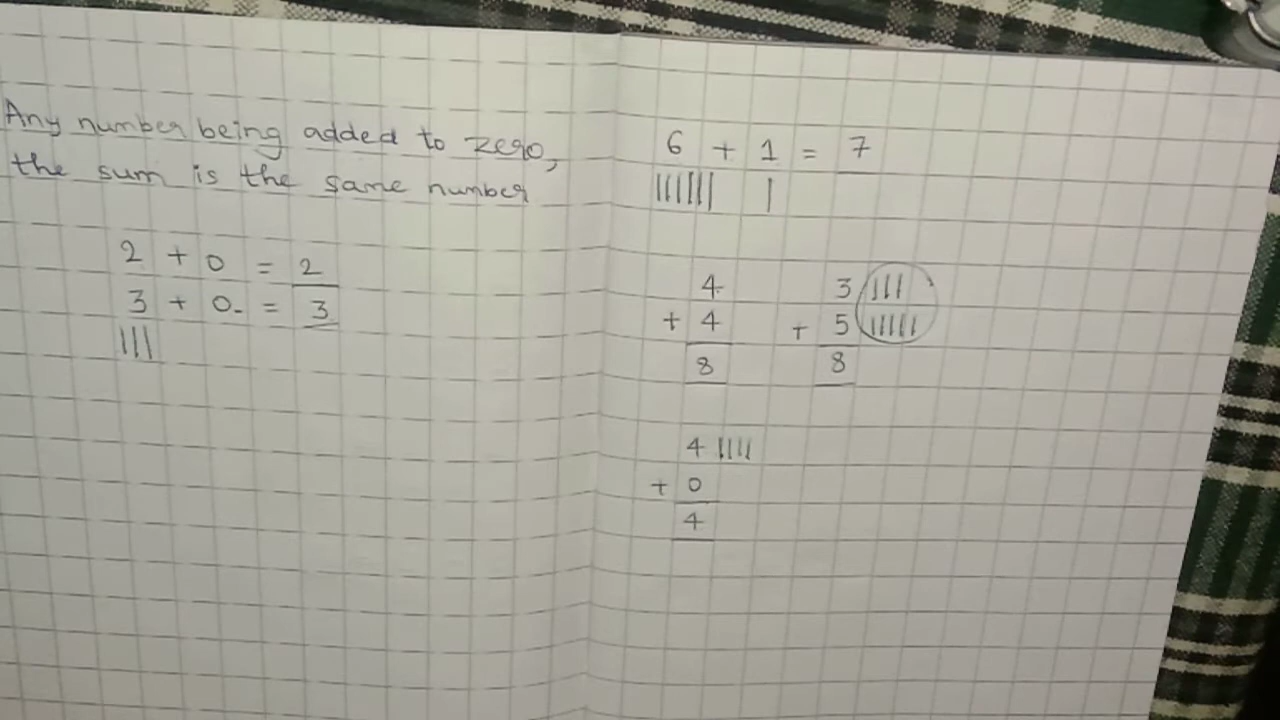 Any number being added to zero,
the sum is the same number
2 + 0 = 2
3 + 0 = 3
|||
6 + 1 = 7
|||||| |
4
+ 4
8
3 |||
+ 5 |||||
8
4 ||||
+ 0
4